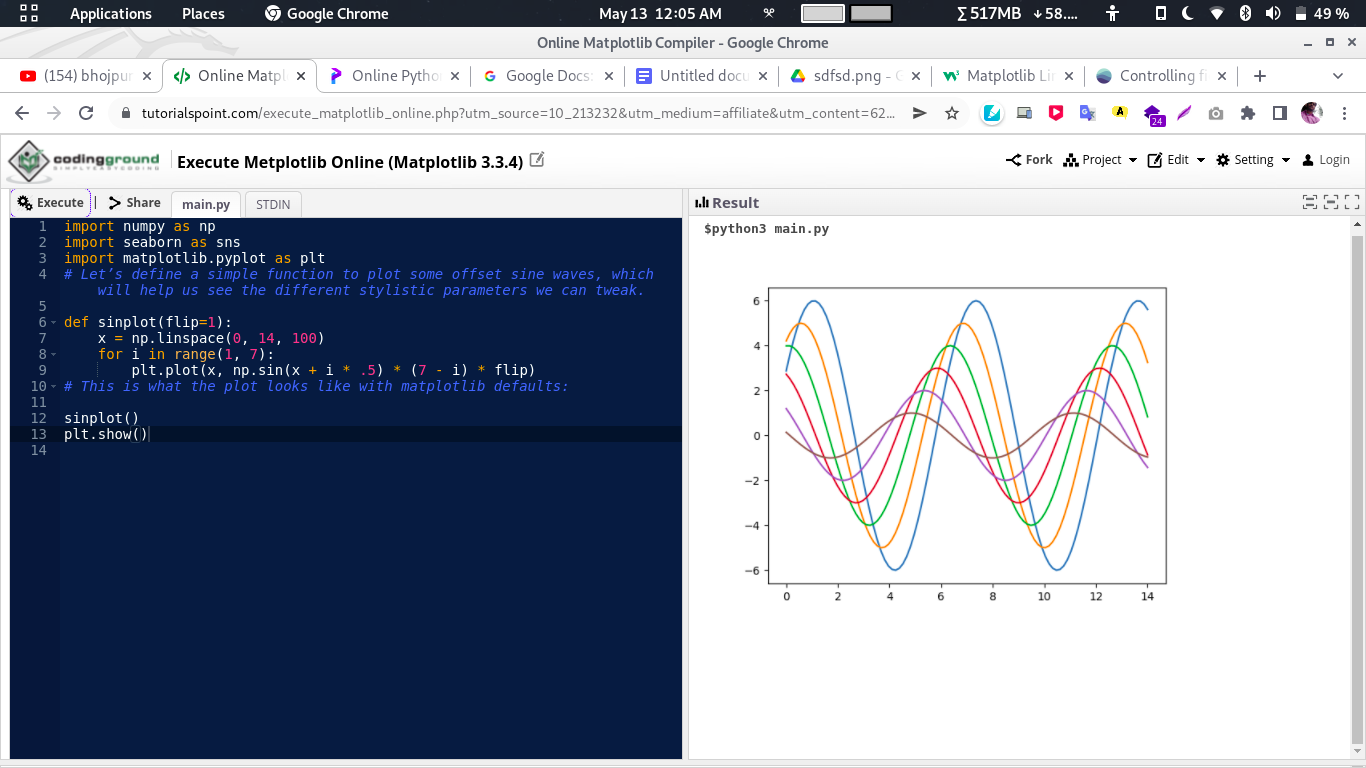 Applications Places Google Chrome May 13 12:05 AM Σ 517MB ↓ 58.... 49 %
Online Matplotlib Compiler - Google Chrome
(154) bhojpu Online Matpl Online Pytho Google Docs: Untitled docu sdfsd.png - G Matplotlib Lin Controlling fi
tutorialspoint.com/execute_matplotlib_online.php?utm_source=10_213232&utm_medium=affiliate&utm_content=62... 24
codingground
SIMPLYEASYCODING
Execute Metplotlib Online (Matplotlib 3.3.4)
Fork Project Edit Setting Login
Execute | Share main.py STDIN
1 import numpy as np
2 import seaborn as sns
3 import matplotlib.pyplot as plt
4 # Let’s define a simple function to plot some offset sine waves, which
will help us see the different stylistic parameters we can tweak.
5
6 def sinplot(flip=1):
7 x = np.linspace(0, 14, 100)
8 for i in range(1, 7):
9 plt.plot(x, np.sin(x + i * .5) * (7 - i) * flip)
10 # This is what the plot looks like with matplotlib defaults:
11
12 sinplot()
13 plt.show()
14
Result
$python3 main.py
6
4
2
0
−2
−4
−6
0 2 4 6 8 10 12 14